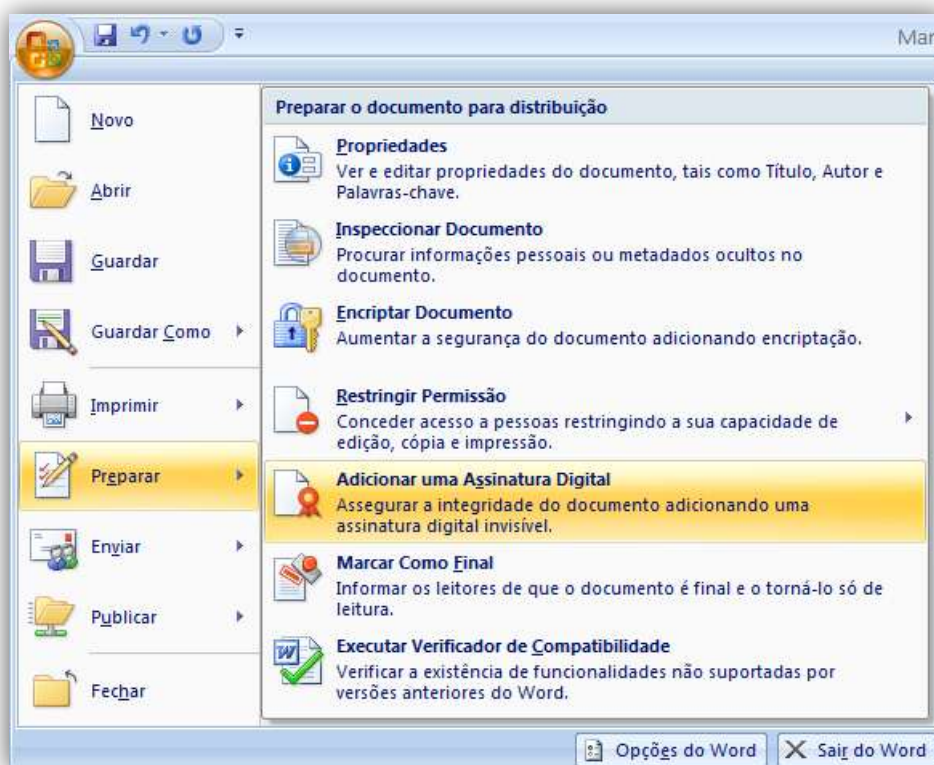 Mar
Novo
Abrir
Guardar
Guardar Como
Imprimir
Preparar
Enviar
Publicar
Fechar
Preparar o documento para distribuição
Propriedades
Ver e editar propriedades do documento, tais como Título, Autor e
Palavras-chave.
Inspeccionar Documento
Procurar informações pessoais ou metadados ocultos no
documento.
Encriptar Documento
Aumentar a segurança do documento adicionando encriptação.
Restringir Permissão
Conceder acesso a pessoas restringindo a sua capacidade de
edição, cópia e impressão.
Adicionar uma Assinatura Digital
Assegurar a integridade do documento adicionando uma
assinatura digital invisível.
Marcar Como Final
Informar os leitores de que o documento é final e o torná-lo só de
leitura.
Executar Verificador de Compatibilidade
Verificar a existência de funcionalidades não suportadas por
versões anteriores do Word.
Opções do Word
Sair do Word